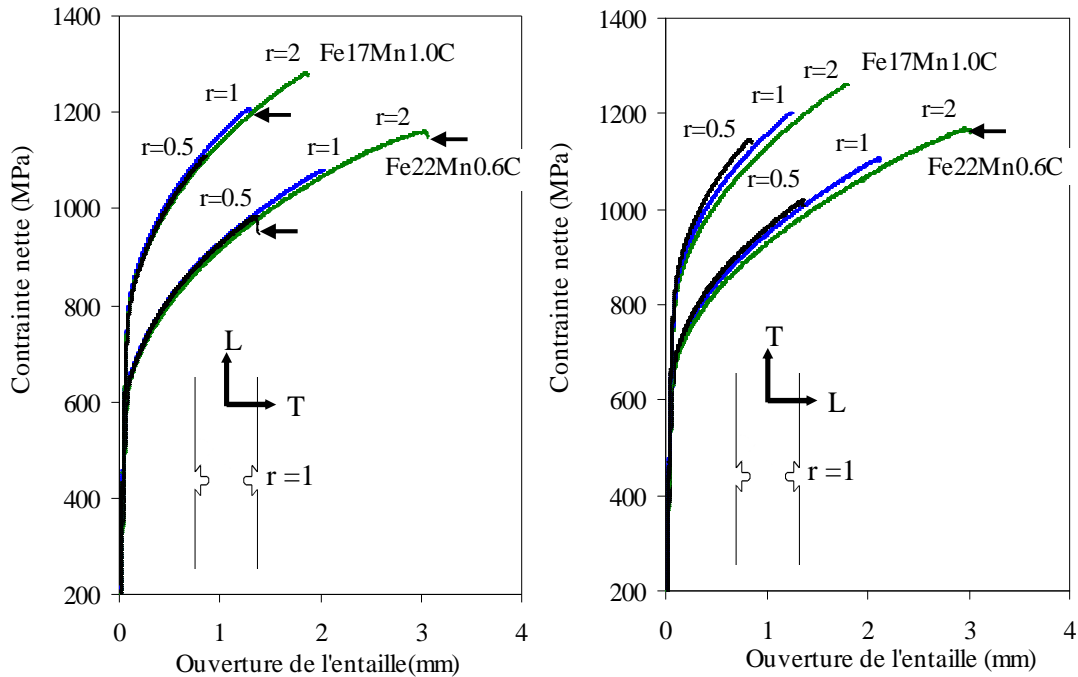 1400
1200
1000
800
600
400
200
0
1
2
3
4
Contrainte nette (MPa)
Ouverture de l'entaille(mm)
r=2
Fe17Mn1.0C
r=1
r=0.5
r=2
Fe22Mn0.6C
r=1
r=0.5
L
T
r =1
1400
1200
1000
800
600
400
200
0
1
2
3
4
Contrainte nette (MPa)
Ouverture de l'entaille (mm)
Fe17Mn1.0C
r=2
r=1
r=0.5
r=2
Fe22Mn0.6C
r=1
r=0.5
T
L
r =1